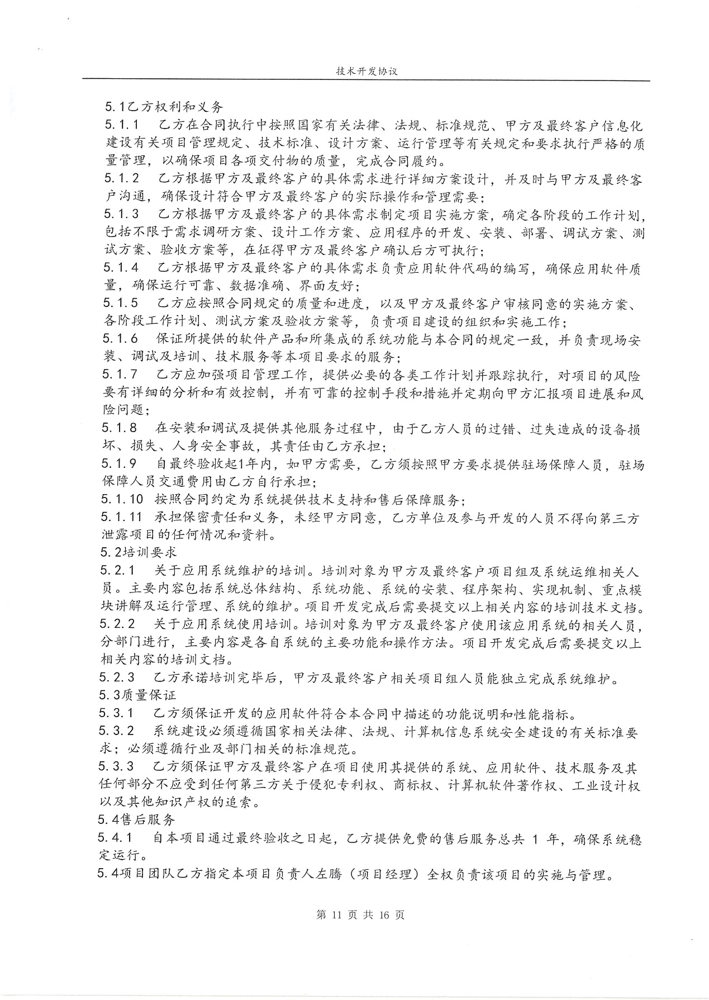 技术开发协议
5.1乙方权利和义务
5.1.1 乙方在合同执行中按照国家有关法律、法规、标准规范、甲方及最终客户信息化
建设有关项目管理规定、技术标准、设计方案、运行管理等有关规定和要求执行严格的质
量管理，以确保项目各项交付物的质量，完成合同履约。
5.1.2 乙方根据甲方及最终客户的具体需求进行详细方案设计，并及时与甲方及最终客
户沟通，确保设计符合甲方及最终客户的实际操作和管理需要；
5.1.3 乙方根据甲方及最终客户的具体需求制定项目实施方案，确定各阶段的工作计划，
包括不限于需求调研方案、设计工作方案、应用程序的开发、安装、部署、调试方案、测
试方案、验收方案等，在征得甲方及最终客户确认后方可执行；
5.1.4 乙方根据甲方及最终客户的具体需求负责应用软件代码的编写，确保应用软件质
量，确保运行可靠、数据准确、界面友好；
5.1.5 乙方应按照合同规定的质量和进度，以及甲方及最终客户审核同意的实施方案、
各阶段工作计划、测试方案及验收方案等，负责项目建设的组织和实施工作；
5.1.6 保证所提供的软件产品和所集成的系统功能与本合同的规定一致，并负责现场安
装、调试及培训、技术服务等本项目要求的服务；
5.1.7 乙方应加强项目管理工作，提供必要的各类工作计划并跟踪执行，对项目的风险
要有详细的分析和有效控制，并有可靠的控制手段和措施并定期向甲方汇报项目进展和风
险问题；
5.1.8 在安装和调试及提供其他服务过程中，由于乙方人员的过错、过失造成的设备损
坏、损失、人身安全事故，其责任由乙方承担；
5.1.9 自最终验收起1年内，如甲方需要，乙方须按照甲方要求提供驻场保障人员，驻场
保障人员交通费用由乙方自行承担；
5.1.10 按照合同约定为系统提供技术支持和售后保障服务；
5.1.11 承担保密责任和义务，未经甲方同意，乙方单位及参与开发的人员不得向第三方
泄露项目的任何情况和资料。
5.2培训要求
5.2.1 关于应用系统维护的培训。培训对象为甲方及最终客户项目组及系统运维相关人
员。主要内容包括系统总体结构、系统功能、系统的安装、程序架构、实现机制、重点模
块讲解及运行管理、系统的维护。项目开发完成后需要提交以上相关内容的培训技术文档。
5.2.2 关于应用系统使用培训。培训对象为甲方及最终客户使用该应用系统的相关人员，
分部门进行，主要内容是各自系统的主要功能和操作方法。项目开发完成后需要提交以上
相关内容的培训文档。
5.2.3 乙方承诺培训完毕后，甲方及最终客户相关项目组人员能独立完成系统维护。
5.3质量保证
5.3.1 乙方须保证开发的应用软件符合本合同中描述的功能说明和性能指标。
5.3.2 系统建设必须遵循国家相关法律、法规、计算机信息系统安全建设的有关标准要
求；必须遵循行业及部门相关的标准规范。
5.3.3 乙方须保证甲方及最终客户在项目使用其提供的系统、应用软件、技术服务及其
任何部分不应受到任何第三方关于侵犯专利权、商标权、计算机软件著作权、工业设计权
以及其他知识产权的追索。
5.4售后服务
5.4.1 自本项目通过最终验收之日起，乙方提供免费的售后服务总共 1 年，确保系统稳
定运行。
5.4项目团队乙方指定本项目负责人左腾（项目经理）全权负责该项目的实施与管理。
第 11 页 共 16 页